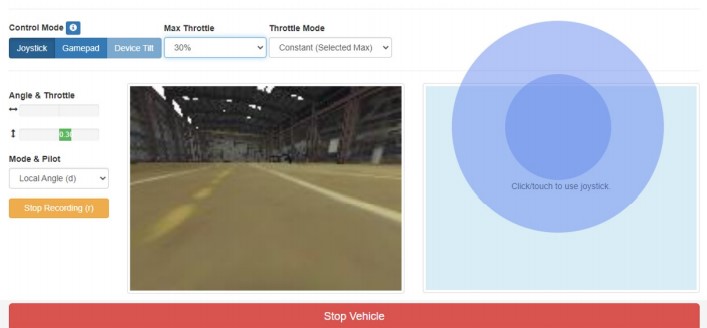 Control Mode
Max Throttle
Throttle Mode
Joystick
Gamepad
Device Tilt
30%
Constant (Selected Max)
Angle & Throttle
0.30
Mode & Pilot
Local Angle (d)
Stop Recording (r)
Click/touch to use joystick.
Stop Vehicle